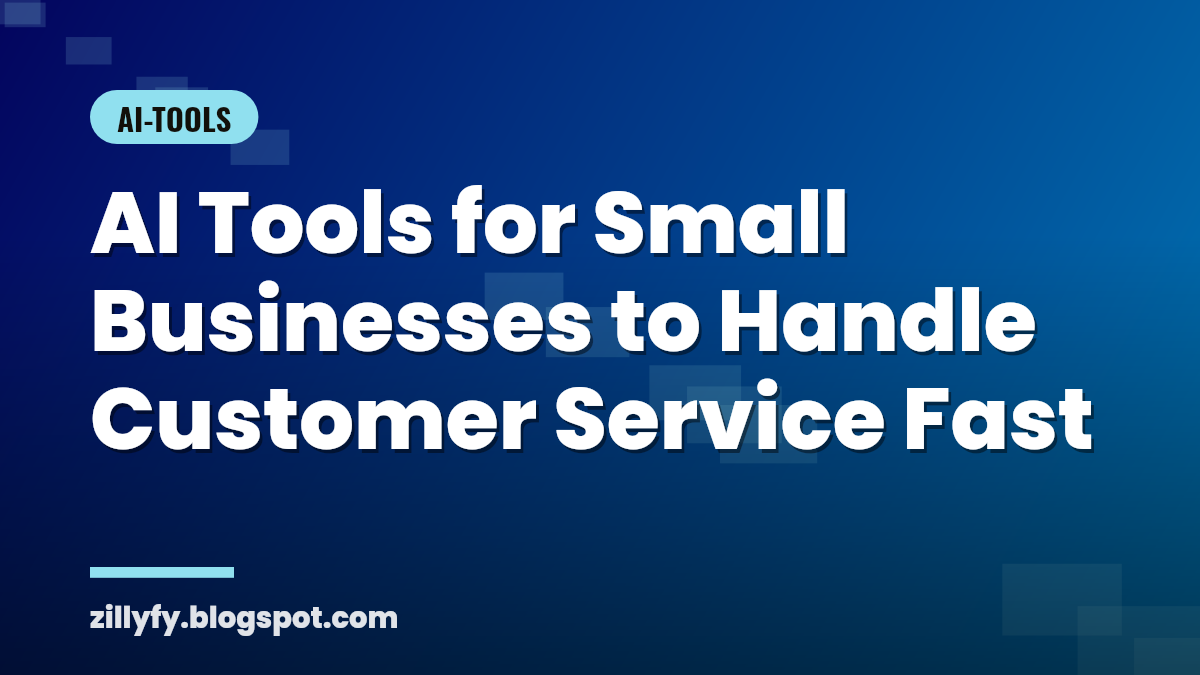 AI-TOOLS
AI Tools for Small
Businesses to Handle
Customer Service Fast
zillyfy.blogspot.com